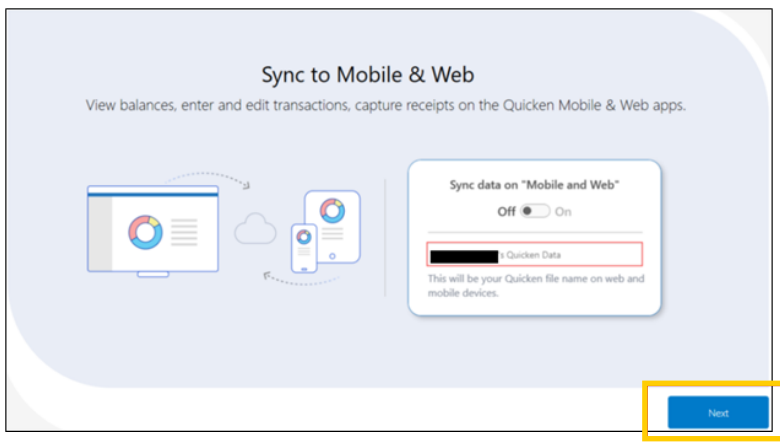 Sync to Mobile & Web
View balances, enter and edit transactions, capture receipts on the Quicken Mobile & Web apps.
Sync data on "Mobile and Web"
Off On
's Quicken Data
This will be your Quicken file name on web and
mobile devices.
Next